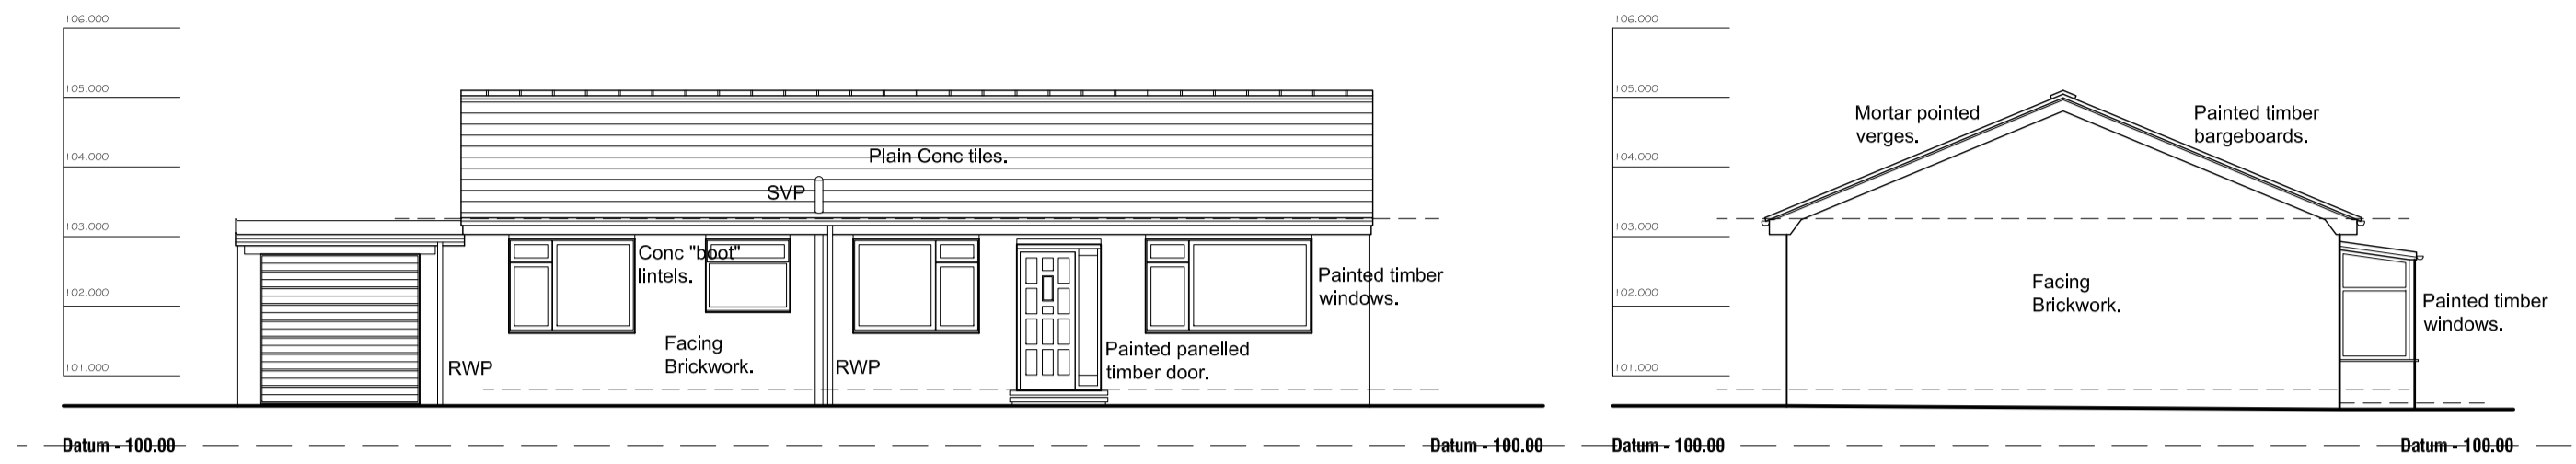 106.000
105.000
104.000
103.000
102.000
101.000
Plain Conc tiles.
SVP
Conc "boot"
lintels.
Facing
Brickwork.
RWP
RWP
Painted panelled
timber door.
Painted timber
windows.
Datum - 100.00
Datum - 100.00
106.000
105.000
104.000
103.000
102.000
101.000
Mortar pointed
verges.
Painted timber
bargeboards.
Facing
Brickwork.
Painted timber
windows.
Datum - 100.00
Datum - 100.00